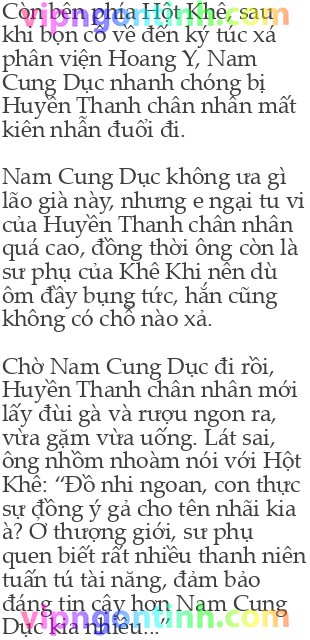 Còn bên phía Hột Khê, sau
khi bọn cô về đến ký túc xá
phân viện Hoang Y, Nam
Cung Dục nhanh chóng bị
Huyền Thanh chân nhân mất
kiên nhẫn đuổi đi.
Nam Cung Dục không ưa gì
lão già này, nhưng e ngại tu vi
của Huyền Thanh chân nhân
quá cao, đồng thời ông còn là
sư phụ của Khê Khi nên dù
ôm đầy bụng tức, hắn cũng
không có chỗ nào xả.
Chờ Nam Cung Dục đi rồi,
Huyền Thanh chân nhân mới
lấy đùi gà và rượu ngon ra,
vừa gặm vừa uống. Lát sai,
ông nhồm nhoàm nói với Hột
Khê: “Đồ nhi ngoan, con thực
sự đồng ý gả cho tên nhãi kia
à? Ở thượng giới, sư phụ
quen biết rất nhiều thanh niên
tuấn tú tài năng, đảm bảo
đáng tin cậy hơn Nam Cung
Dục kia nhiều...”
vipngontinh.com
vipngontinh.com